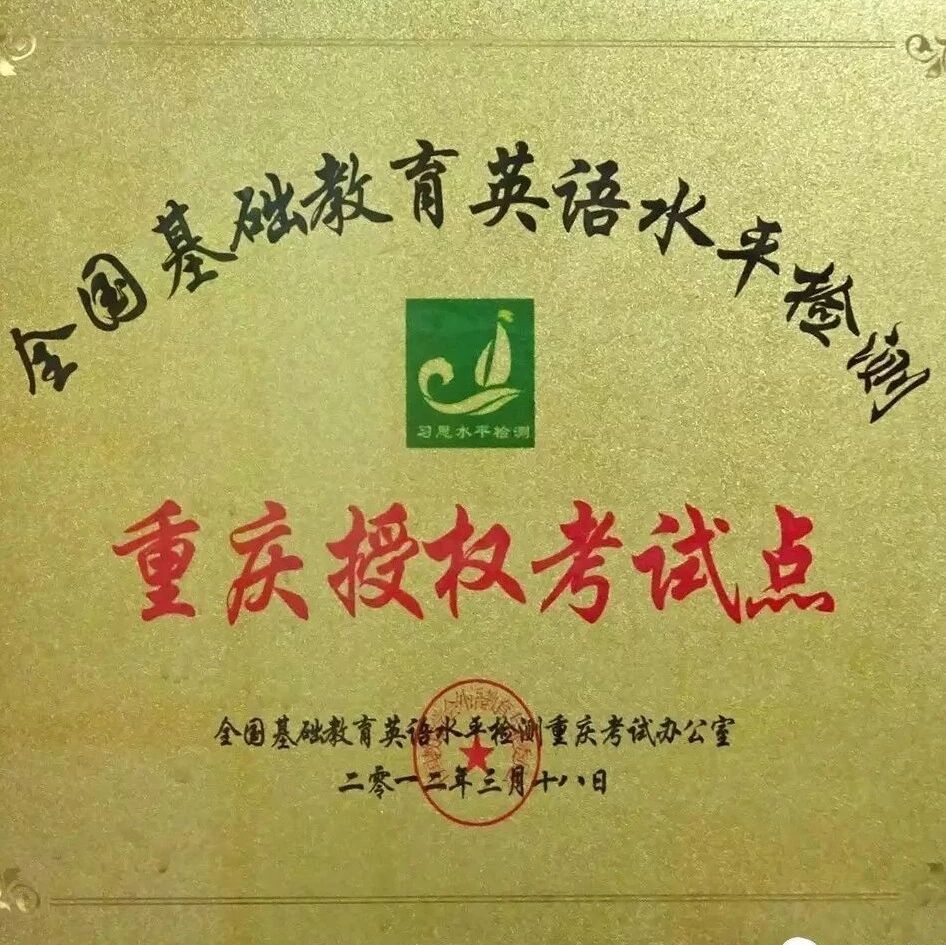 全国基础教育英语水平检测
习思水平检测
重庆授权考试点
全国基础教育英语水平检测重庆考试办公室
二零一二年三月十八日